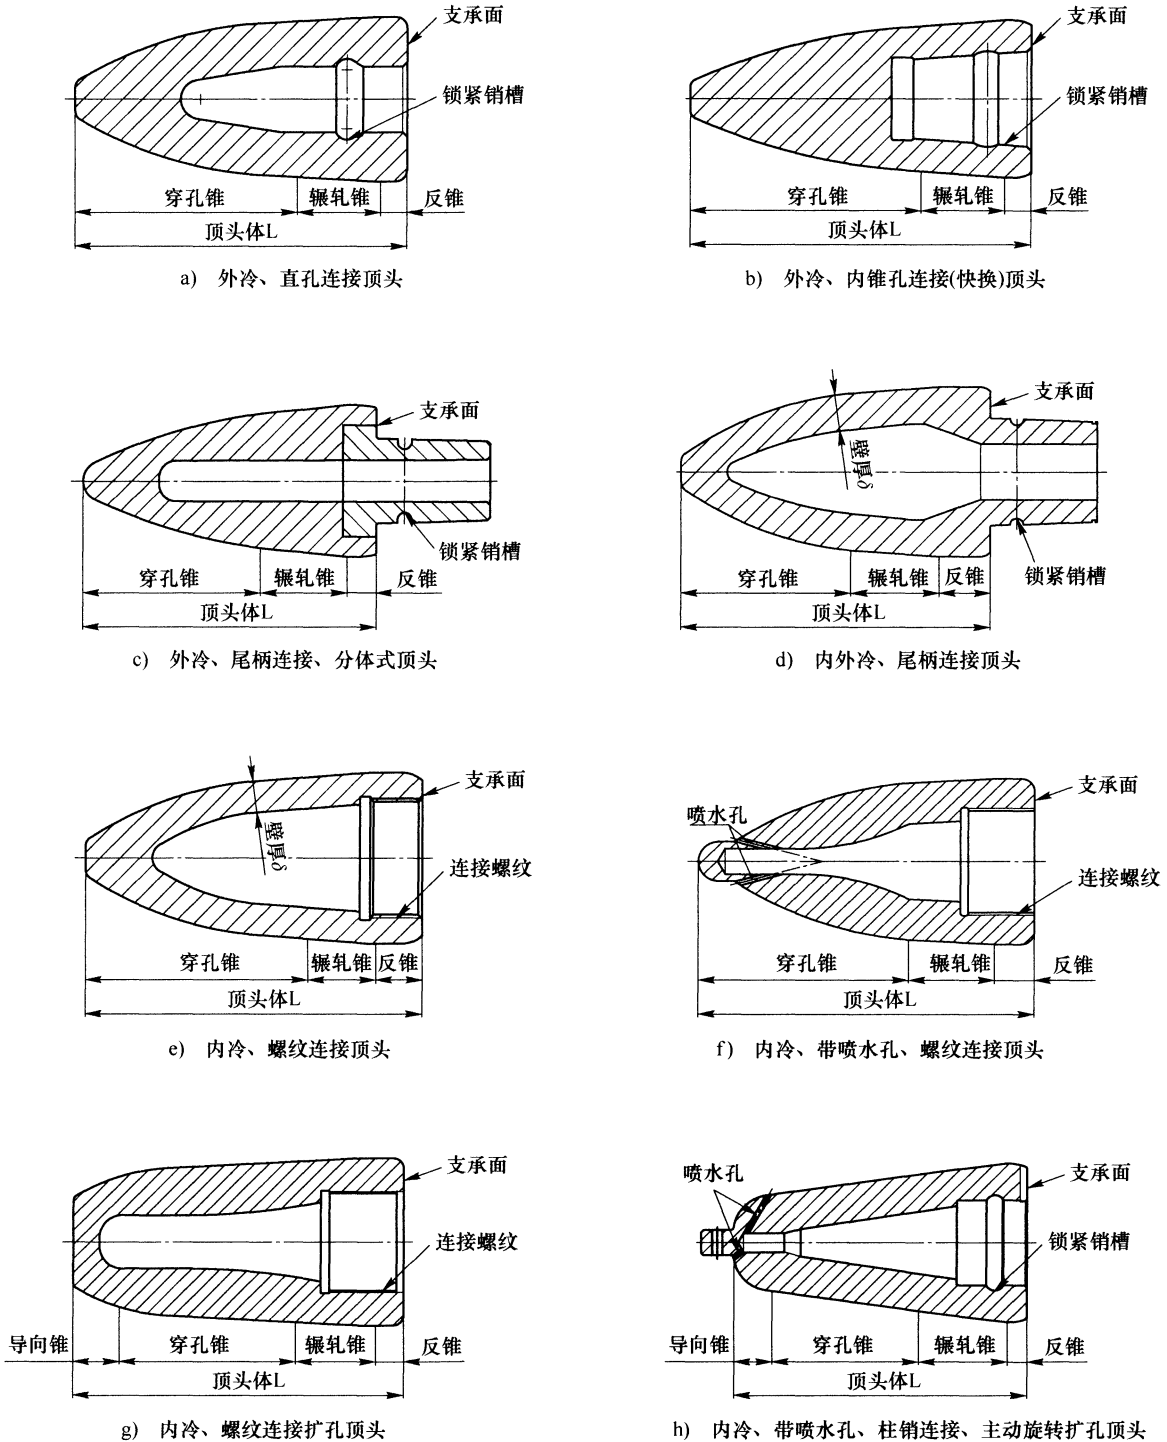 支承面
锁紧销槽
穿孔锥 辗轧锥 反锥
顶头体L
a) 外冷、直孔连接顶头
支承面
锁紧销槽
穿孔锥 辗轧锥 反锥
顶头体L
b) 外冷、内锥孔连接(快换)顶头
支承面
锁紧销槽
穿孔锥 辗轧锥 反锥
顶头体L
c) 外冷、尾柄连接、分体式顶头
支承面
壁厚δ
锁紧销槽
穿孔锥 辗轧锥 反锥
顶头体L
d) 内外冷、尾柄连接顶头
支承面
壁厚δ
连接螺纹
穿孔锥 辗轧锥 反锥
顶头体L
e) 内冷、螺纹连接顶头
支承面
喷水孔
连接螺纹
穿孔锥 辗轧锥 反锥
顶头体L
f) 内冷、带喷水孔、螺纹连接顶头
支承面
连接螺纹
导向锥 穿孔锥 辗轧锥 反锥
顶头体L
g) 内冷、螺纹连接扩孔顶头
喷水孔
支承面
锁紧销槽
导向锥 穿孔锥 辗轧锥 反锥
顶头体L
h) 内冷、带喷水孔、柱销连接、主动旋转扩孔顶头